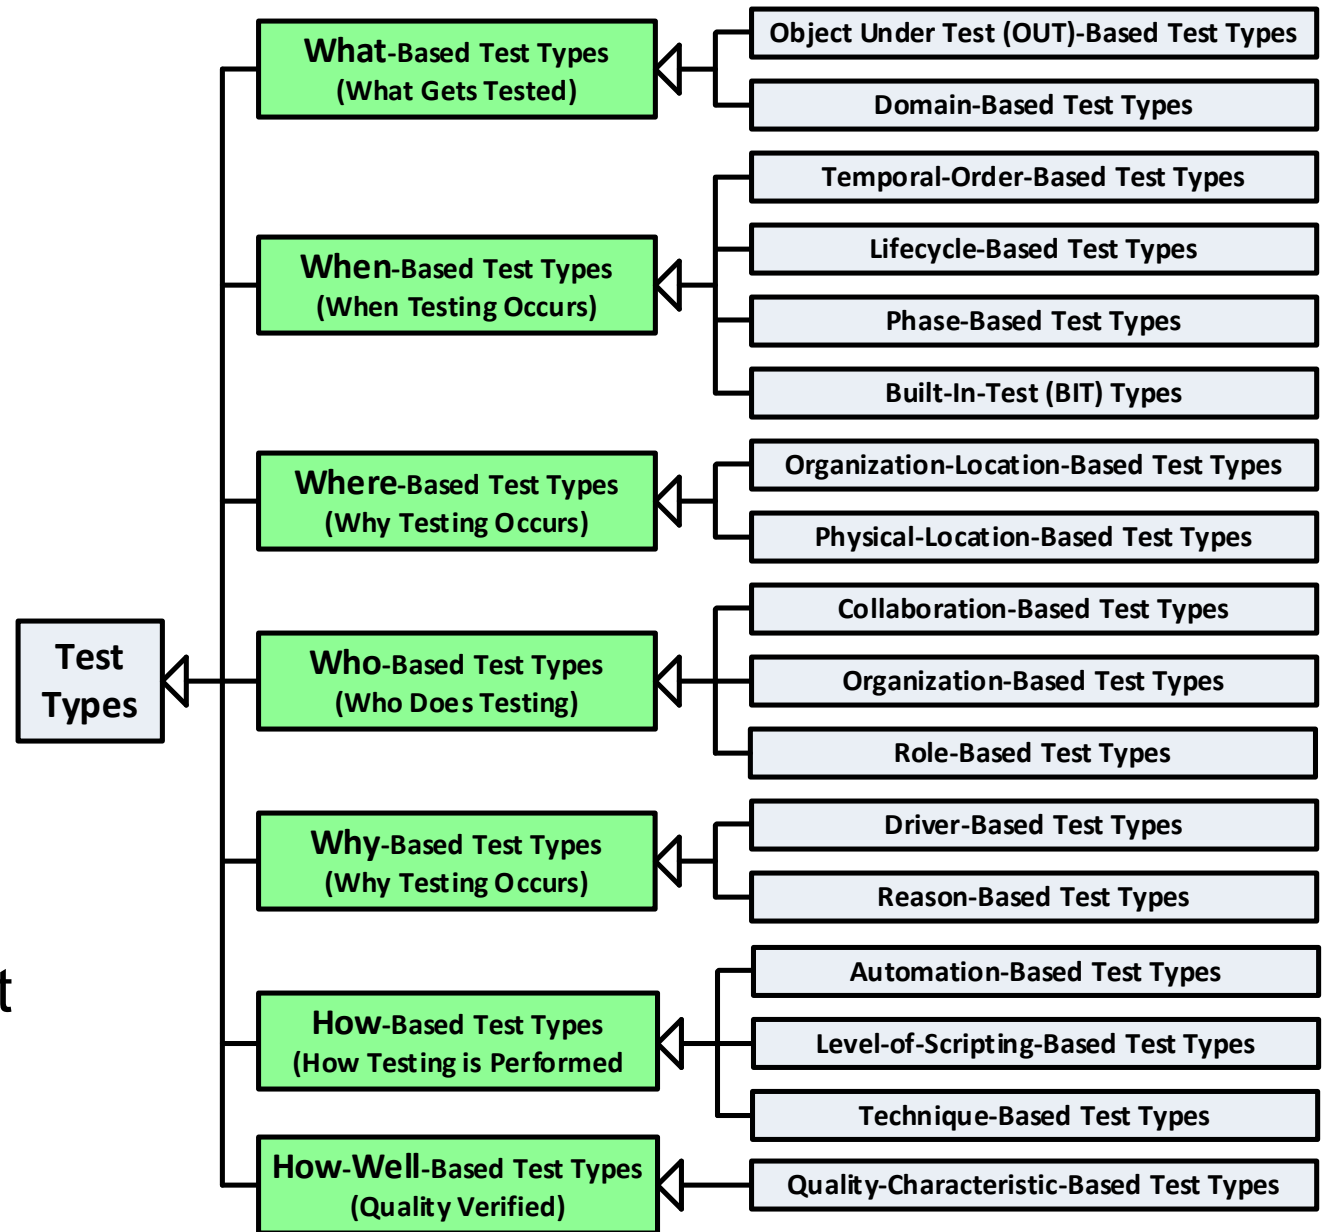 What-Based Test Types
(What Gets Tested)
Object Under Test (OUT)-Based Test Types
Domain-Based Test Types
When-Based Test Types
(When Testing Occurs)
Temporal-Order-Based Test Types
Lifecycle-Based Test Types
Phase-Based Test Types
Built-In-Test (BIT) Types
Where-Based Test Types
(Why Testing Occurs)
Organization-Location-Based Test Types
Physical-Location-Based Test Types
Test
Types
Who-Based Test Types
(Who Does Testing)
Collaboration-Based Test Types
Organization-Based Test Types
Role-Based Test Types
Why-Based Test Types
(Why Testing Occurs)
Driver-Based Test Types
Reason-Based Test Types
t
How-Based Test Types
(How Testing is Performed
Automation-Based Test Types
Level-of-Scripting-Based Test Types
Technique-Based Test Types
How-Well-Based Test Types
(Quality Verified)
Quality-Characteristic-Based Test Types